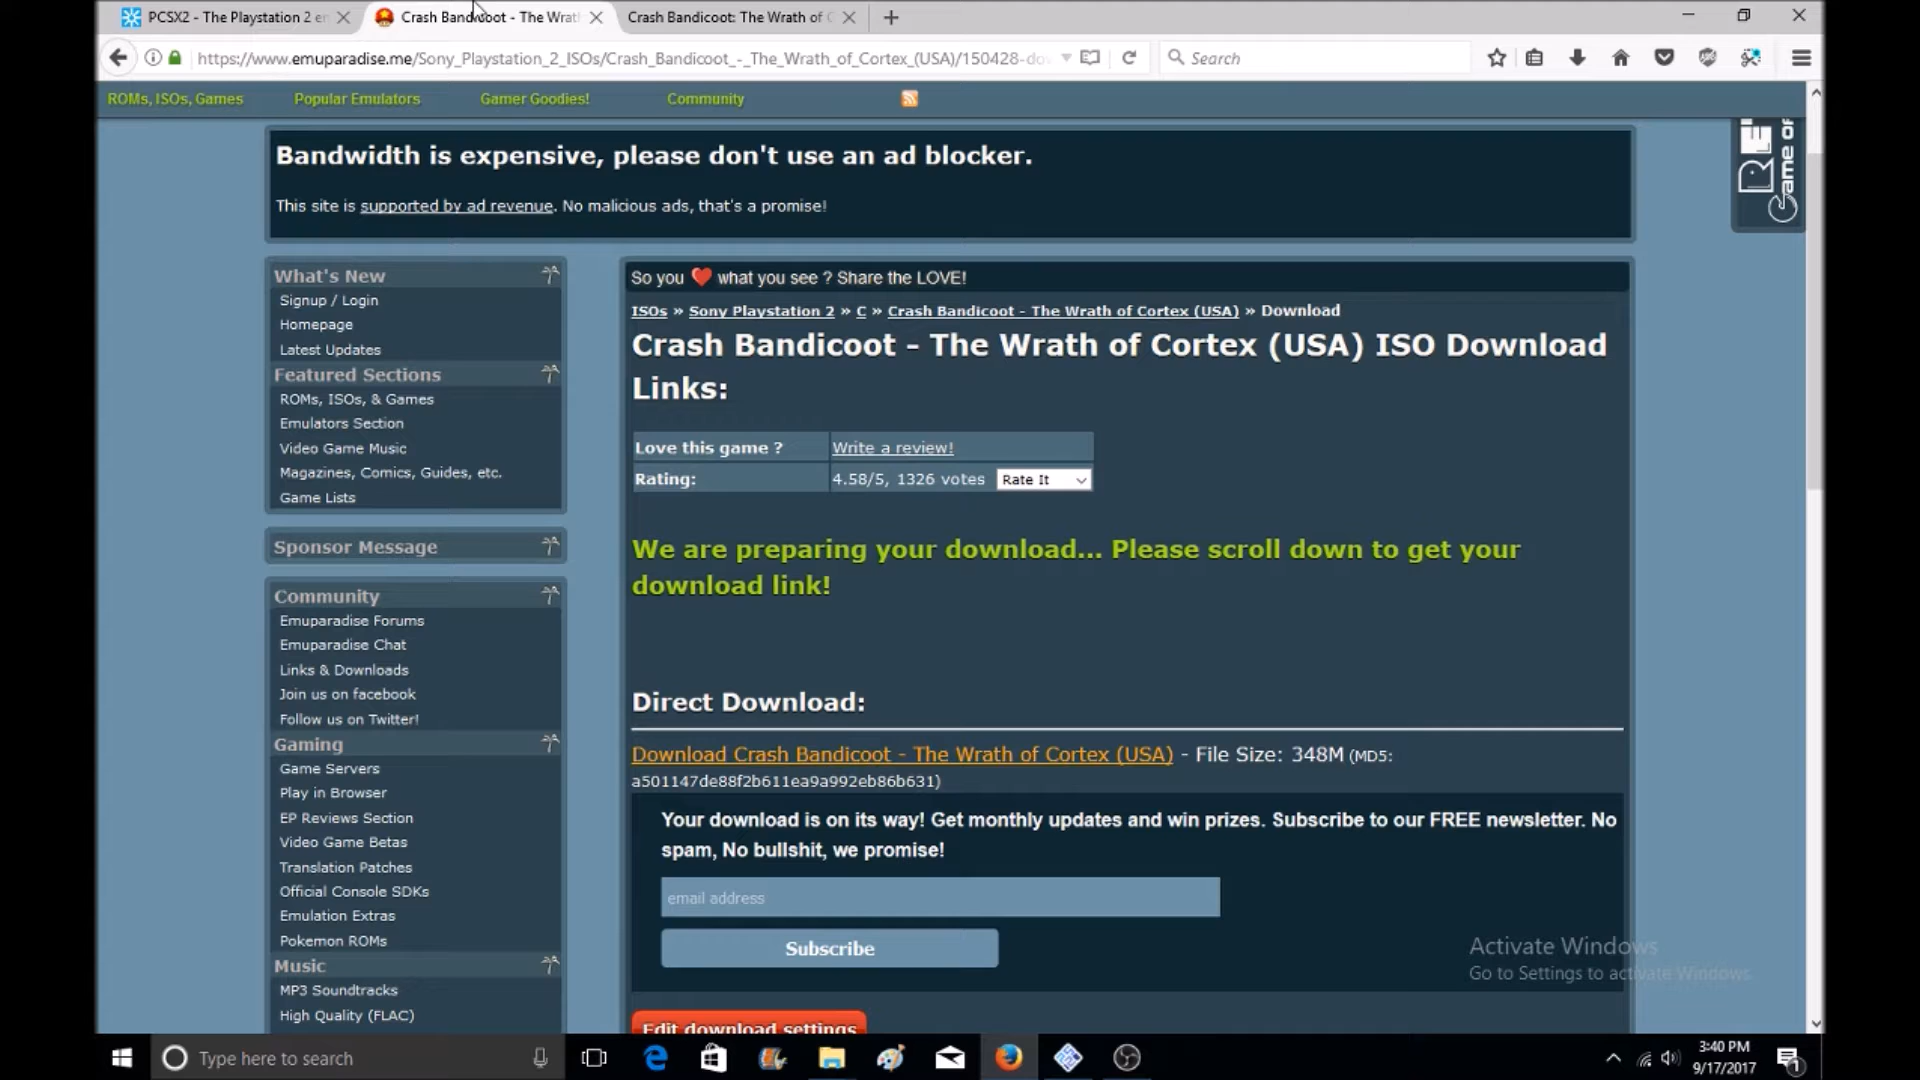 PCSX2 - The Playstation 2 en
Crash Bandicoot - The Wrat
Crash Bandicoot: The Wrath of C
https://www.emuparadise.me/Sony_Playstation_2_ISOs/Crash_Bandicoot_-_The_Wrath_of_Cortex_(USA)/150428-do
Search
ROMs, ISOs, Games
Popular Emulators
Gamer Goodies!
Community
Bandwidth is expensive, please don't use an ad blocker.
This site is supported by ad revenue. No malicious ads, that's a promise!
What's New
Signup / Login
Homepage
Latest Updates
Featured Sections
ROMs, ISOs, & Games
Emulators Section
Video Game Music
Magazines, Comics, Guides, etc.
Game Lists
Sponsor Message
Community
Emuparadise Forums
Emuparadise Chat
Links & Downloads
Join us on facebook
Follow us on Twitter!
Gaming
Game Servers
Play in Browser
EP Reviews Section
Video Game Betas
Translation Patches
Official Console SDKs
Emulation Extras
Pokemon ROMs
Music
MP3 Soundtracks
High Quality (FLAC)
So you ❤ what you see ? Share the LOVE!
ISOs » Sony Playstation 2 » C » Crash Bandicoot - The Wrath of Cortex (USA) » Download
Crash Bandicoot - The Wrath of Cortex (USA) ISO Download
Links:
Love this game ? Write a review!
Rating: 4.58/5, 1326 votes Rate It
We are preparing your download... Please scroll down to get your
download link!
Direct Download:
Download Crash Bandicoot - The Wrath of Cortex (USA) - File Size: 348M (MD5:
a501147de88f2b611ea9a992eb86b631)
Your download is on its way! Get monthly updates and win prizes. Subscribe to our FREE newsletter. No
spam, No bullshit, we promise!
email address
Subscribe
Edit download settings
Activate Windows
Go to Settings to activate Windows.
Type here to search
3:40 PM
9/17/2017
1